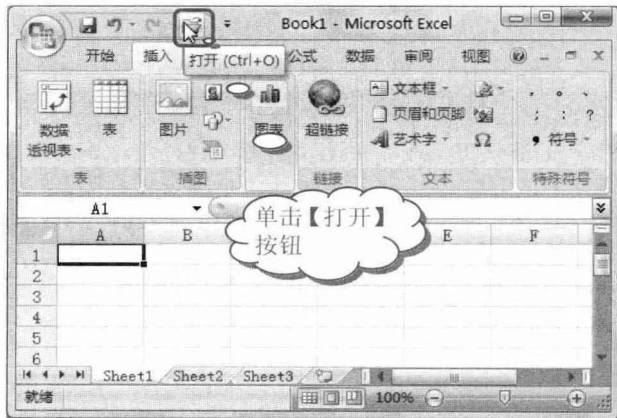 Book1 - Microsoft Excel
开始 插入 公式 数据 审阅 视图
打开 (Ctrl+O)
数据
透视表
表
图片
图表
超链接
文本框
页眉和页脚
艺术字
Ω
, 符号
. 。 、
; : ?
表 插图 链接 文本 特殊符号
A1
A B E F
单击【打开】
按钮
1
2
3
4
5
6
Sheet1 Sheet2 Sheet3
就绪 100%